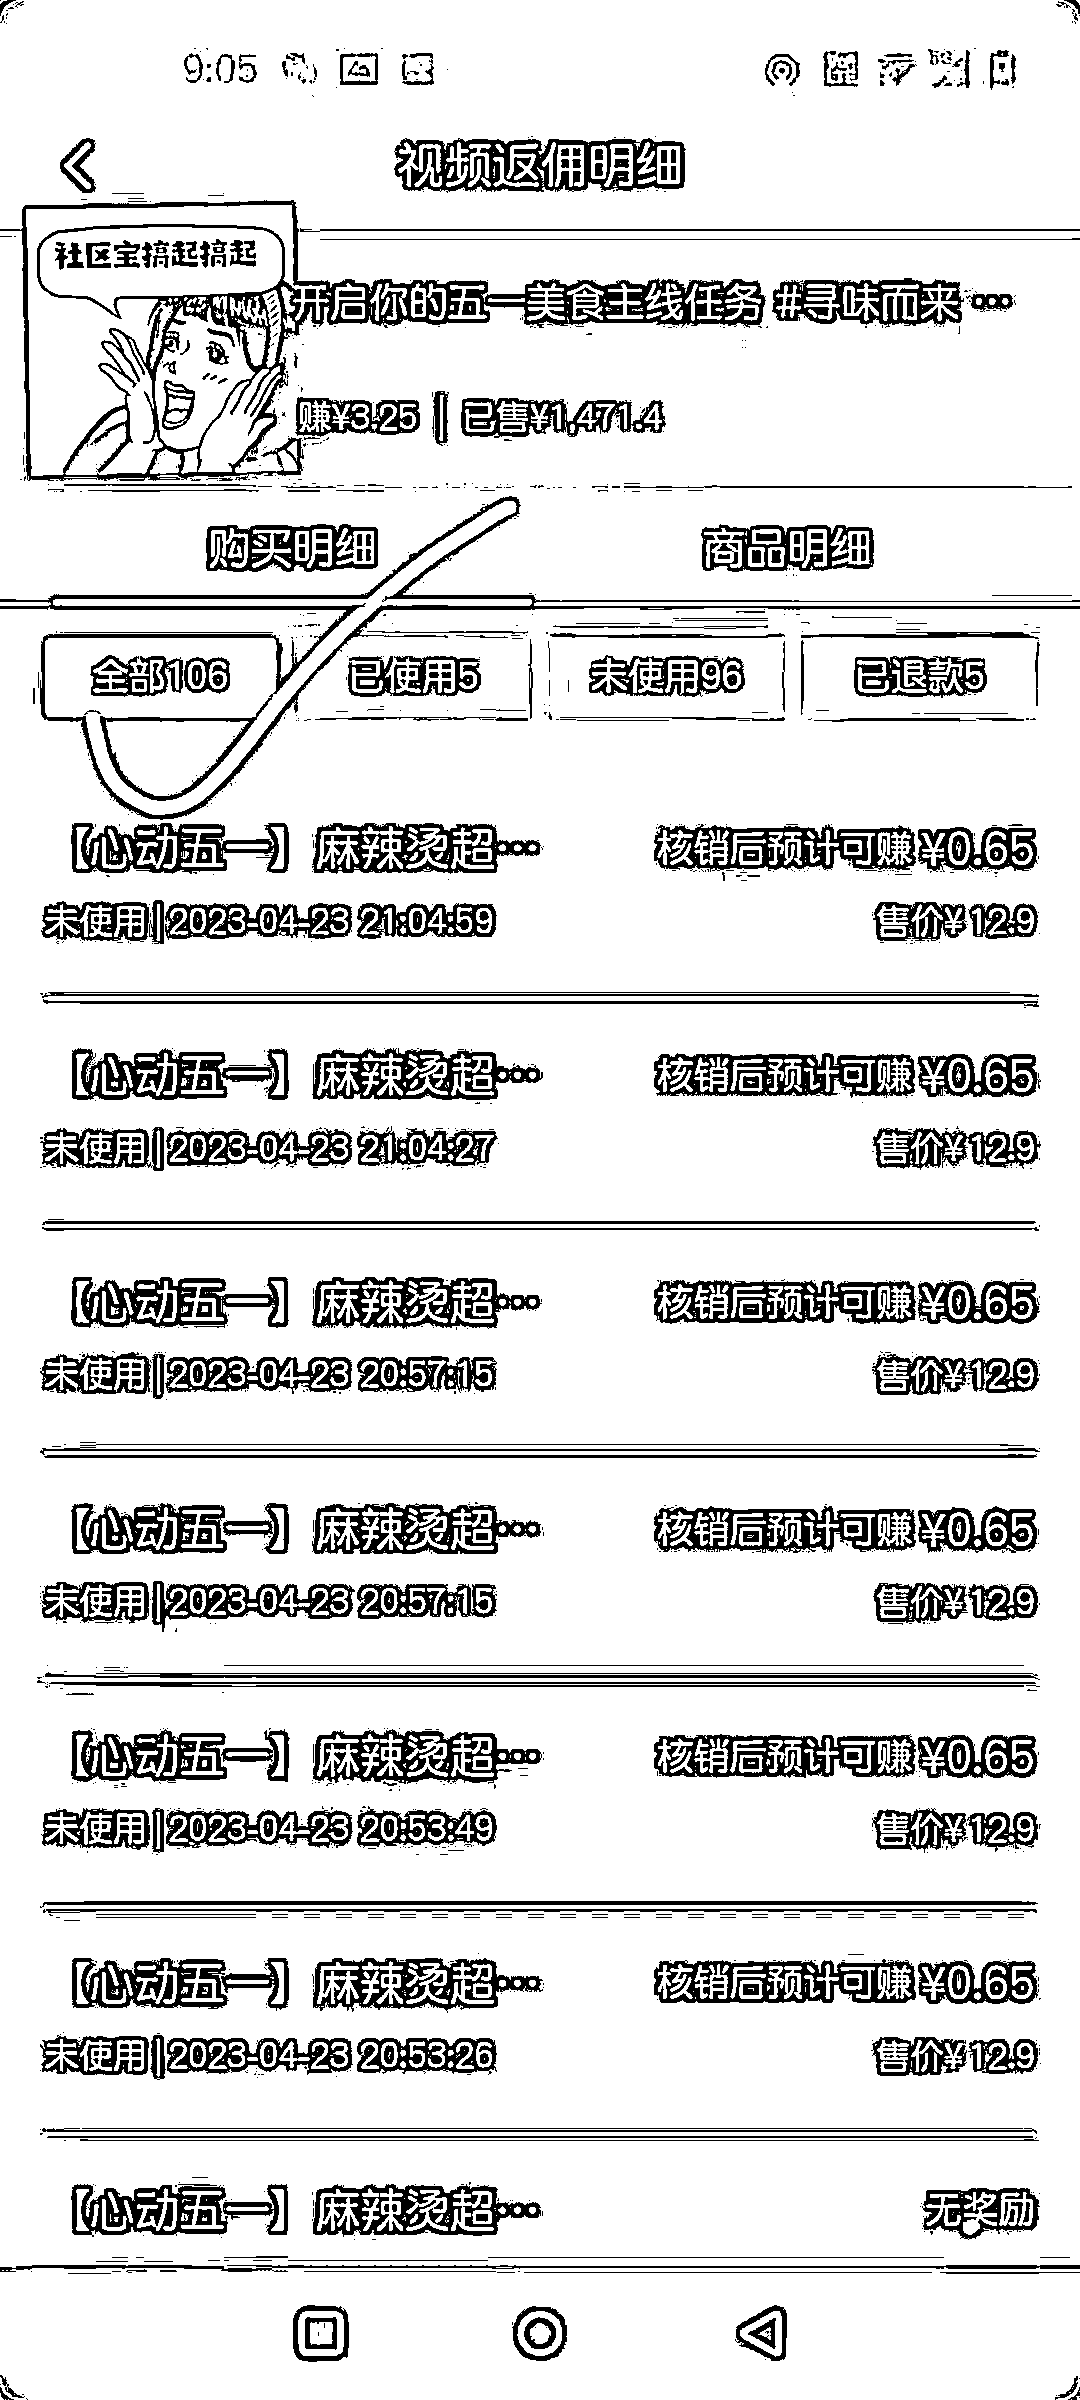 9:05
视频返佣明细
社区宝搞起搞起
开启你的五一美食主线任务 #寻味而来 ...
赚¥3.25 | 已售¥1,471.4
购买明细 商品明细
全部106 已使用5 未使用96 已退款5
【心动五一】麻辣烫超... 核销后预计可赚 ¥0.65
未使用|2023-04-23 21:04:59 售价¥12.9
【心动五一】麻辣烫超... 核销后预计可赚 ¥0.65
未使用|2023-04-23 21:04:27 售价¥12.9
【心动五一】麻辣烫超... 核销后预计可赚 ¥0.65
未使用|2023-04-23 20:57:15 售价¥12.9
【心动五一】麻辣烫超... 核销后预计可赚 ¥0.65
未使用|2023-04-23 20:57:15 售价¥12.9
【心动五一】麻辣烫超... 核销后预计可赚 ¥0.65
未使用|2023-04-23 20:53:49 售价¥12.9
【心动五一】麻辣烫超... 核销后预计可赚 ¥0.65
未使用|2023-04-23 20:53:26 售价¥12.9
【心动五一】麻辣烫超... 无奖励